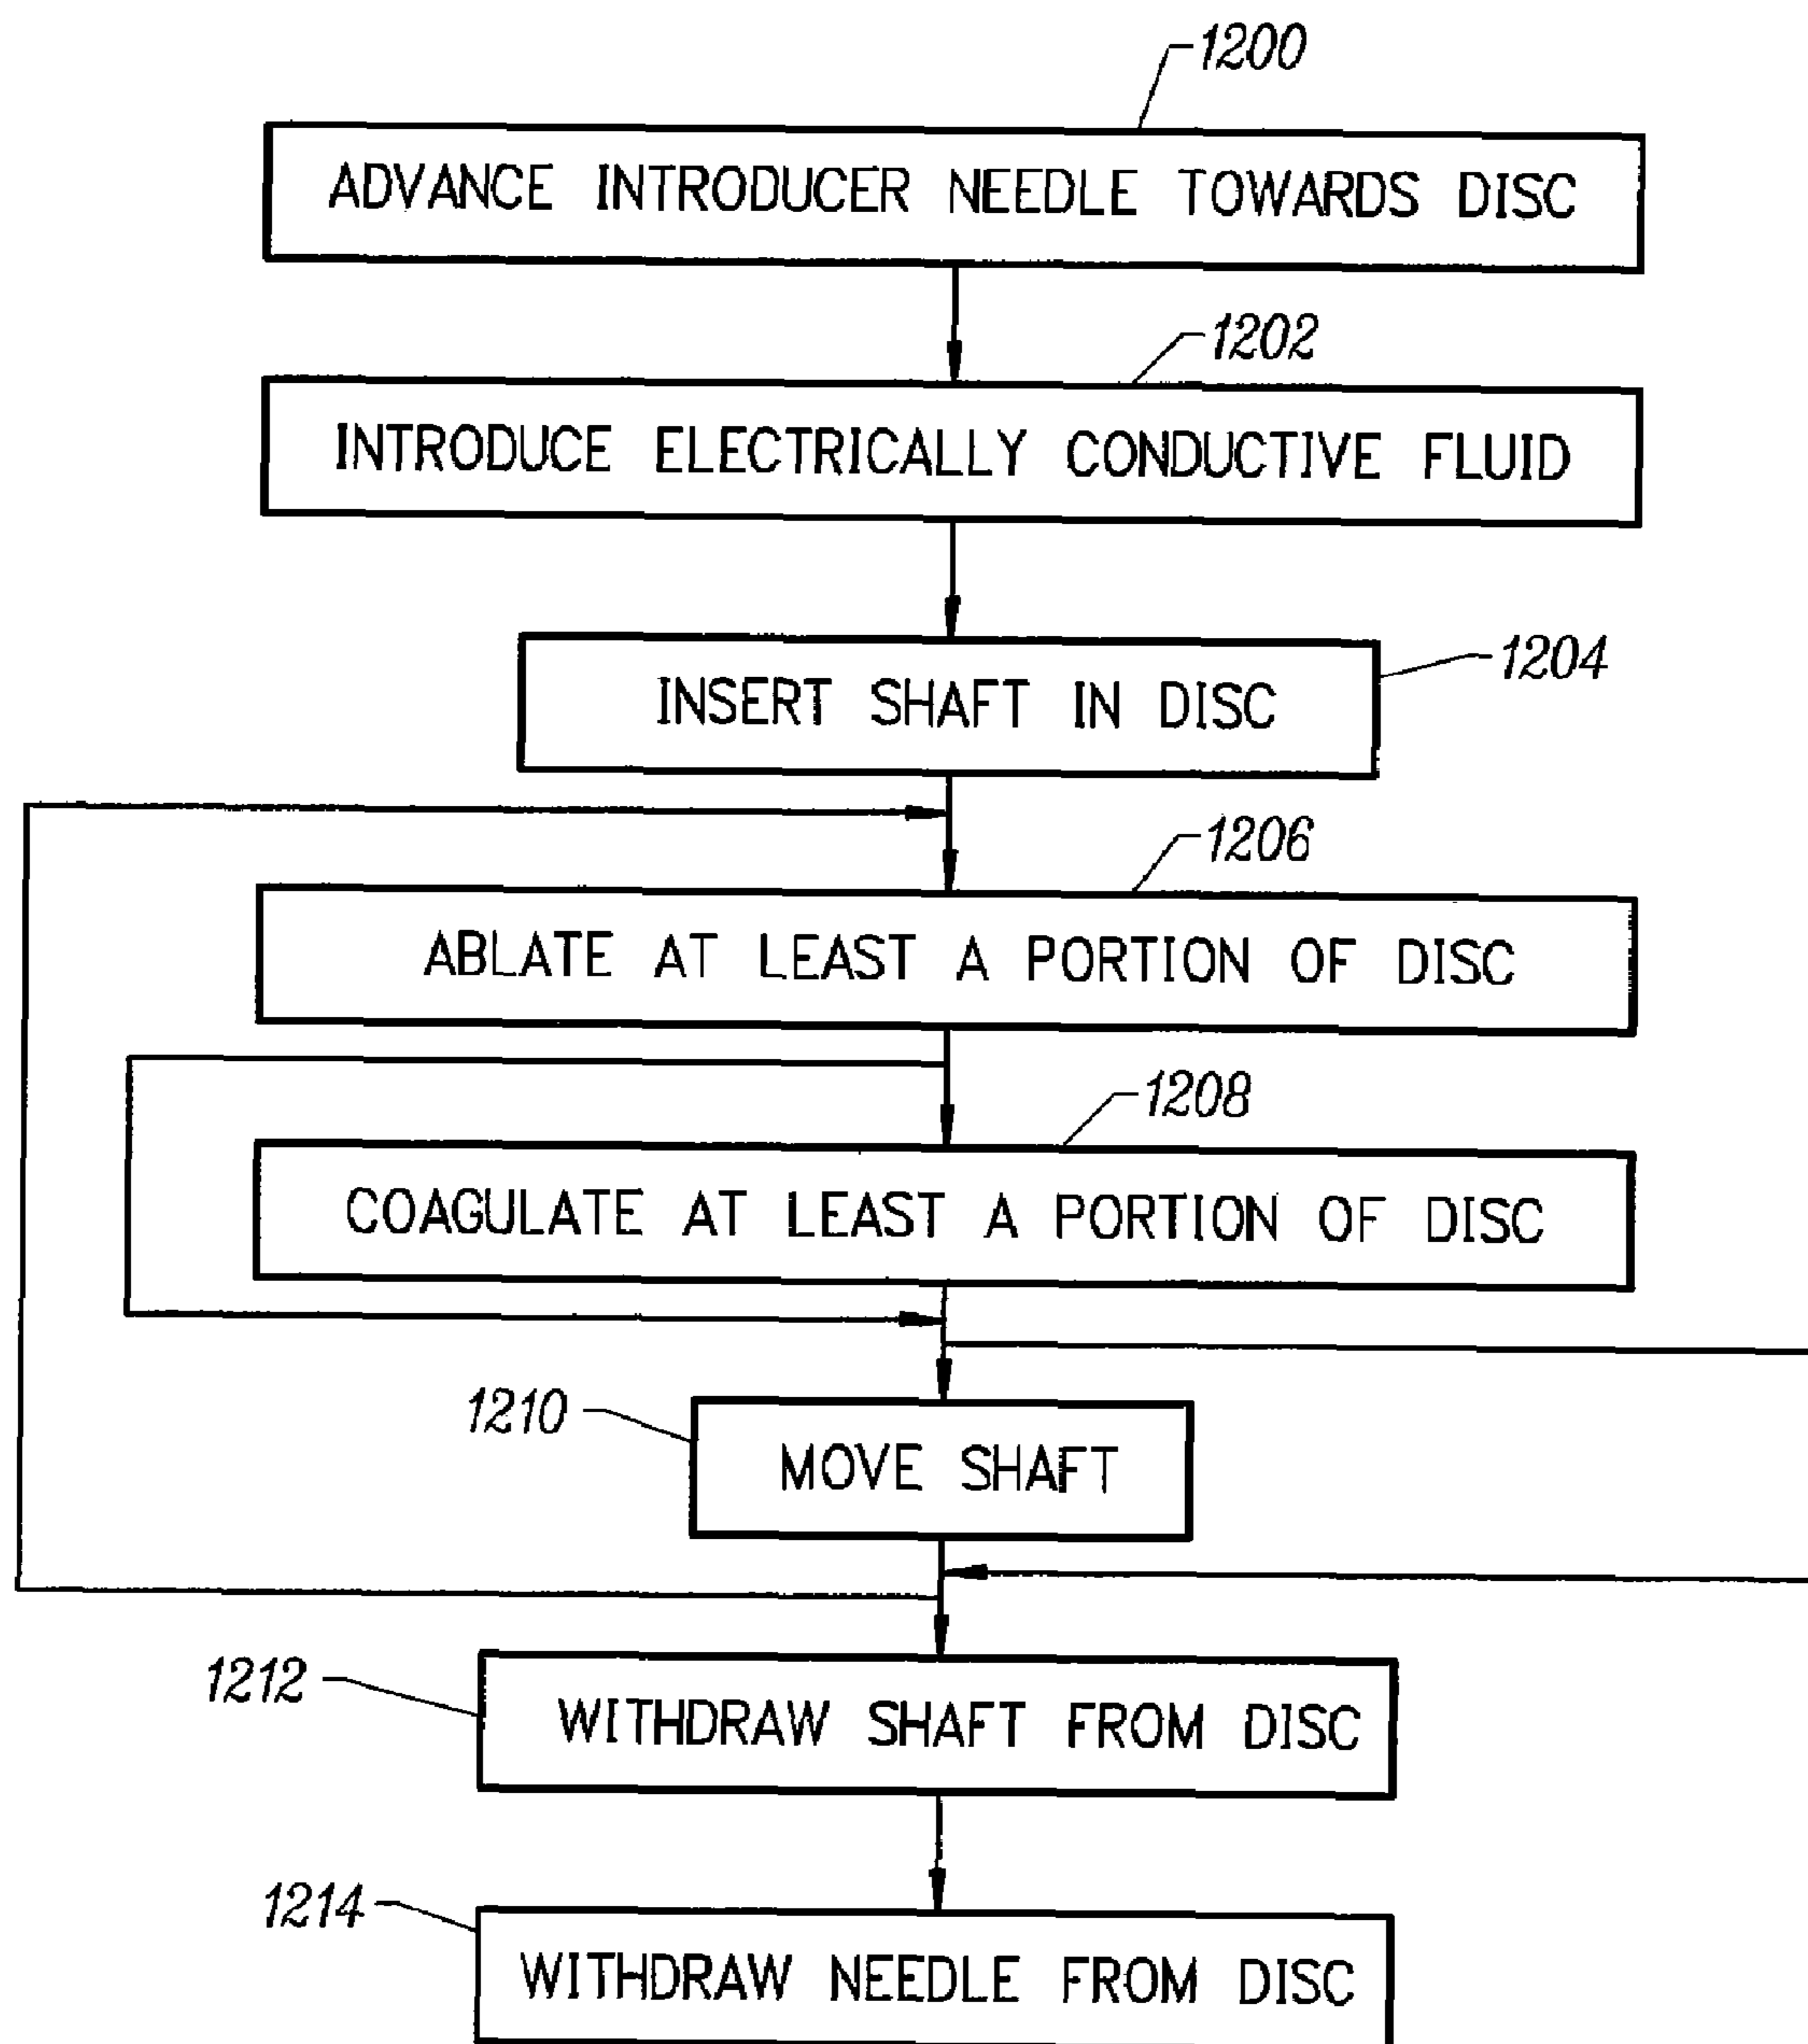 1200
ADVANCE INTRODUCER NEEDLE TOWARDS DISC
1202
INTRODUCE ELECTRICALLY CONDUCTIVE FLUID
1204
INSERT SHAFT IN DISC
1206
ABLATE AT LEAST A PORTION OF DISC
1208
COAGULATE AT LEAST A PORTION OF DISC
1210
MOVE SHAFT
1212
WITHDRAW SHAFT FROM DISC
1214
WITHDRAW NEEDLE FROM DISC